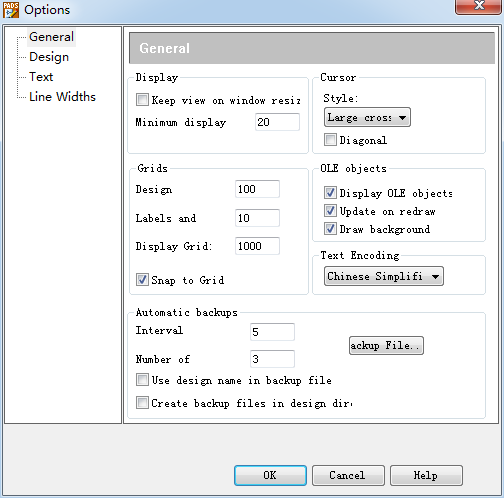 PADS
Options
General
Design
Text
Line Widths
General
Display
Keep view on window resiz
Minimum display
20
Cursor
Style:
Large cross
Diagonal
Grids
Design
100
Labels and
10
Display Grid:
1000
Snap to Grid
OLE objects
Display OLE objects
Update on redraw
Draw background
Text Encoding
Chinese Simplifi
Automatic backups
Interval
5
Number of
3
ackup File..
Use design name in backup file
Create backup files in design dir
OK
Cancel
Help